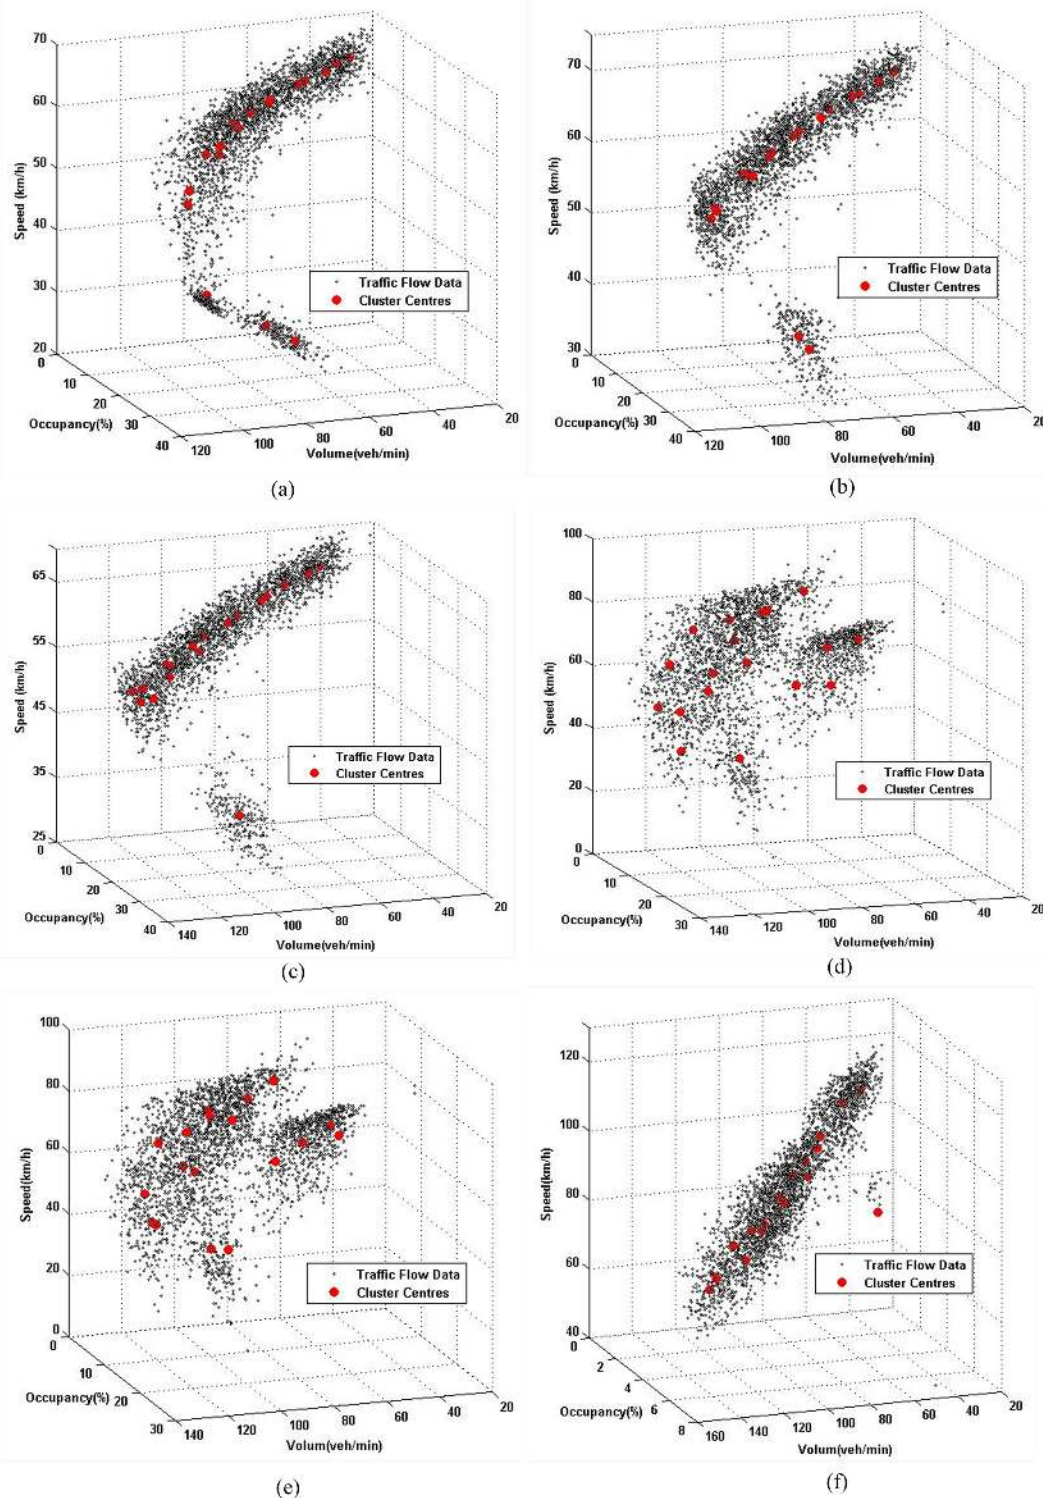 70
60
50
40
30
20
Speed (km/h)
0
10
20
30
40
Occupancy(%)
120
100
80
60
40
20
Volume(veh/min)
Traffic Flow Data
Cluster Centres
(a)
70
60
50
40
30
Speed (km/h)
0
10
20
30
40
Occupancy(%)
120
100
80
60
40
20
Volume(veh/min)
Traffic Flow Data
Cluster Centres
(b)
65
55
45
35
25
Speed (km/h)
0
10
20
30
40
Occupancy(%)
140
120
100
80
60
40
20
Volume(veh/min)
Traffic Flow Data
Cluster Centres
(c)
100
80
60
40
20
0
Speed (km/h)
0
10
20
30
Occupancy(%)
140
120
100
80
60
40
20
Volume(veh/min)
Traffic Flow Data
Cluster Centres
(d)
100
80
60
40
20
0
Speed(km/h)
0
10
20
30
Occupancy(%)
140
120
100
80
60
40
20
Volum(veh/min)
Traffic Flow Data
Cluster Centres
(e)
120
100
80
60
40
Speed(km/h)
0
2
4
6
8
Occupancy(%)
160
140
120
100
80
60
40
20
Volum(veh/min)
Traffic Flow Data
Cluster Centres
(f)